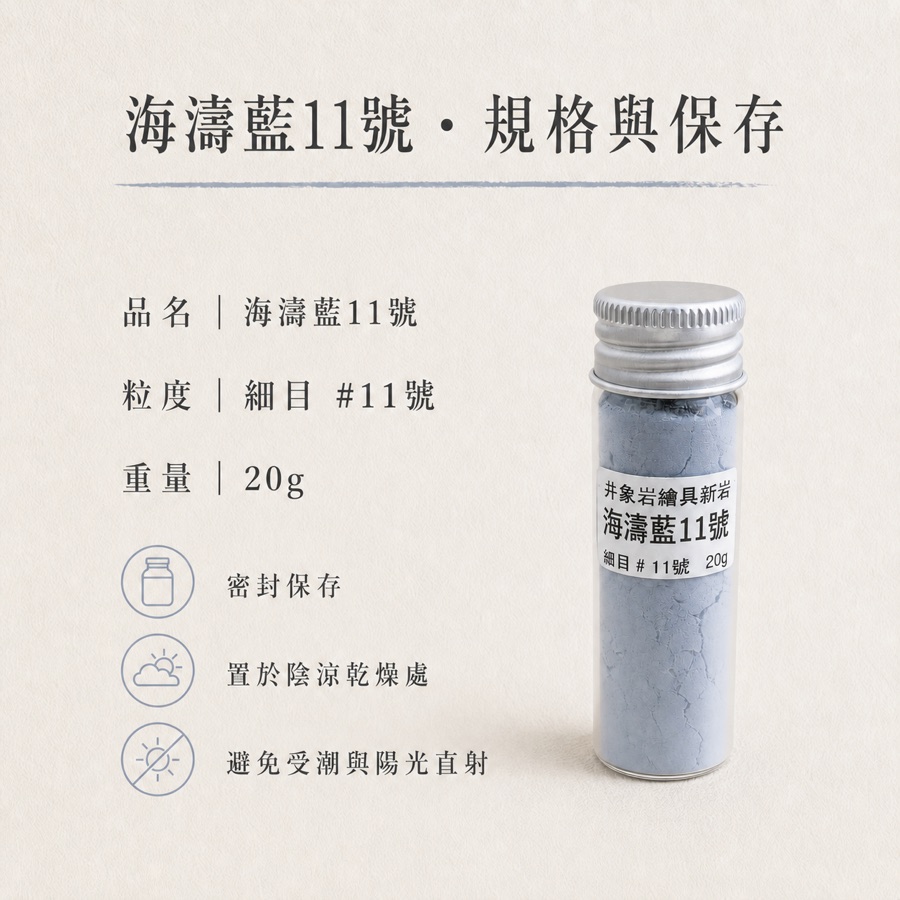 海濤藍11號・規格與保存
品名｜海濤藍11號
粒度｜細目 #11號
重量｜20g
密封保存
置於陰涼乾燥處
避免受潮與陽光直射
井象岩繪具新岩
海濤藍11號
細目 # 11號 20g